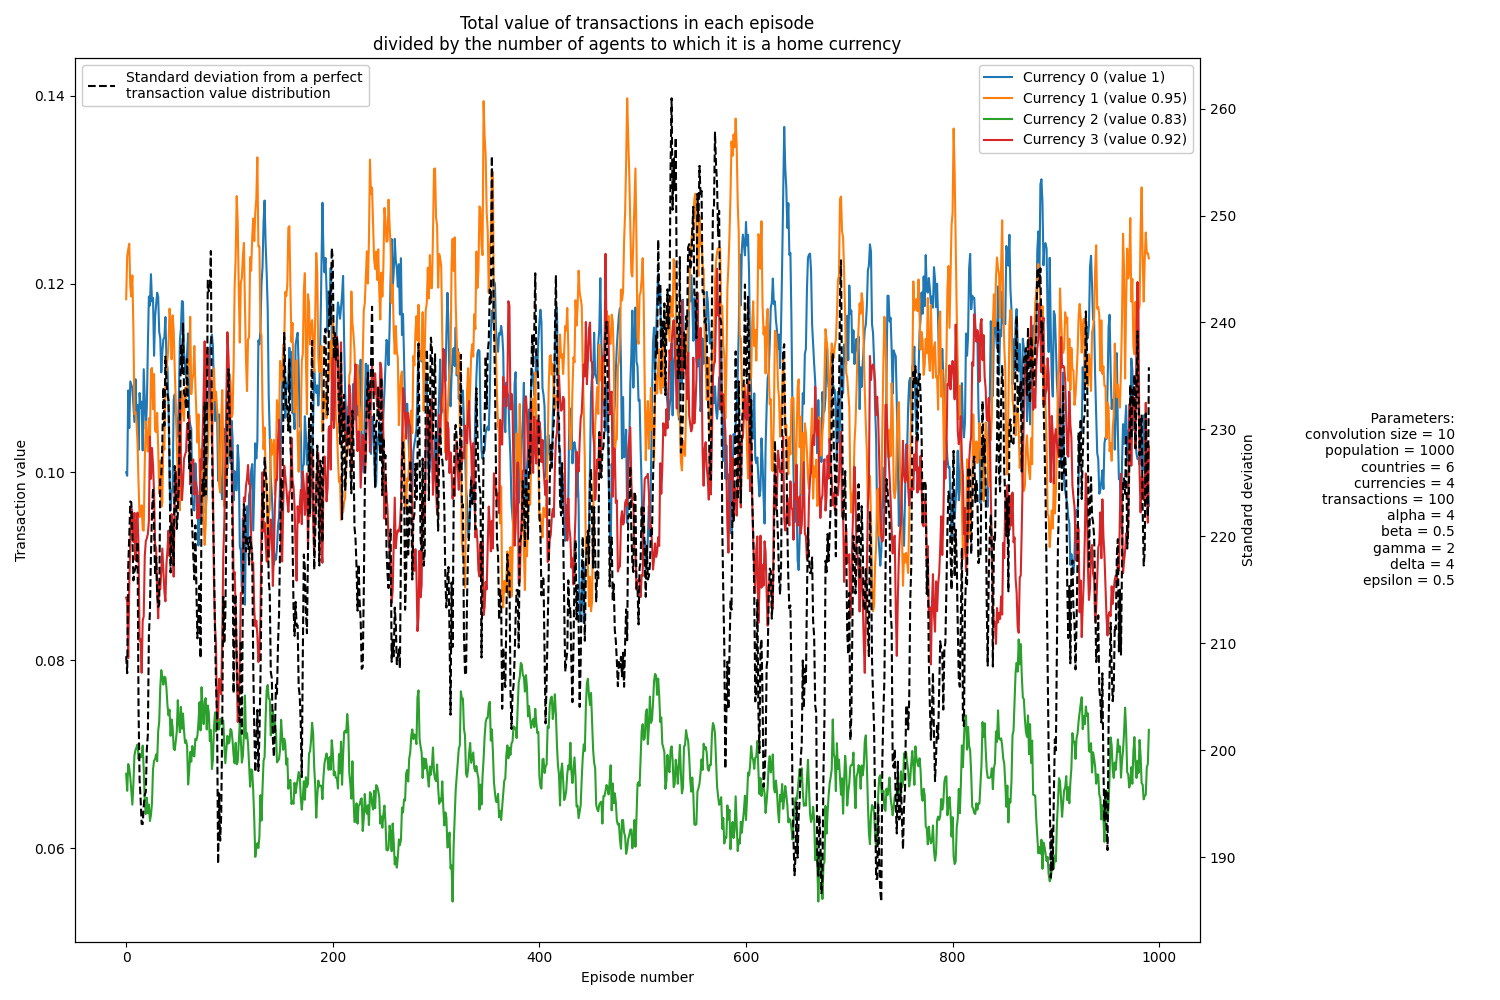 Total value of transactions in each episode
divided by the number of agents to which it is a home currency
Standard deviation from a perfect
transaction value distribution
Currency 0 (value 1)
Currency 1 (value 0.95)
Currency 2 (value 0.83)
Currency 3 (value 0.92)
Transaction value
0.14
0.12
0.10
0.08
0.06
0
200
400
600
800
1000
Episode number
260
250
240
230
220
210
200
190
Standard deviation
Parameters:
convolution size = 10
population = 1000
countries = 6
currencies = 4
transactions = 100
alpha = 4
beta = 0.5
gamma = 2
delta = 4
epsilon = 0.5